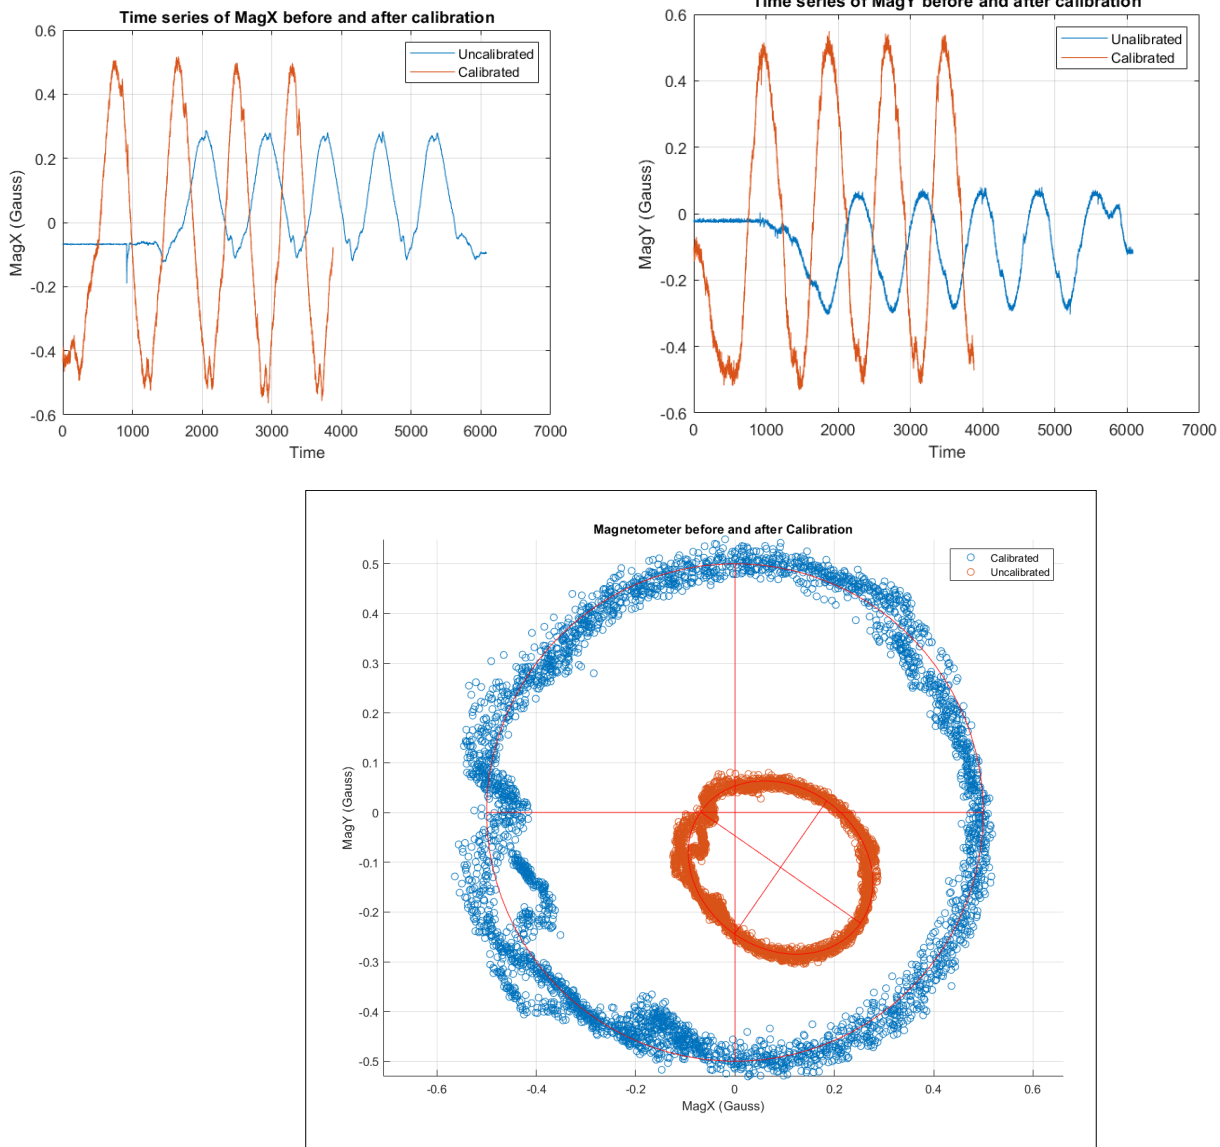 Time series of MagX before and after calibration
0.6
0.4
0.2
0
-0.2
-0.4
-0.6
MagX (Gauss)
Uncalibrated
Calibrated
0 1000 2000 3000 4000 5000 6000 7000
Time
Time series of MagY before and after calibration
0.6
0.4
0.2
0
-0.2
-0.4
-0.6
MagY (Gauss)
Unalibrated
Calibrated
0 1000 2000 3000 4000 5000 6000 7000
Time
Magnetometer before and after Calibration
Calibrated
Uncalibrated
0.5
0.4
0.3
0.2
0.1
0
-0.1
-0.2
-0.3
-0.4
-0.5
MagY (Gauss)
-0.6 -0.4 -0.2 0 0.2 0.4 0.6
MagX (Gauss)